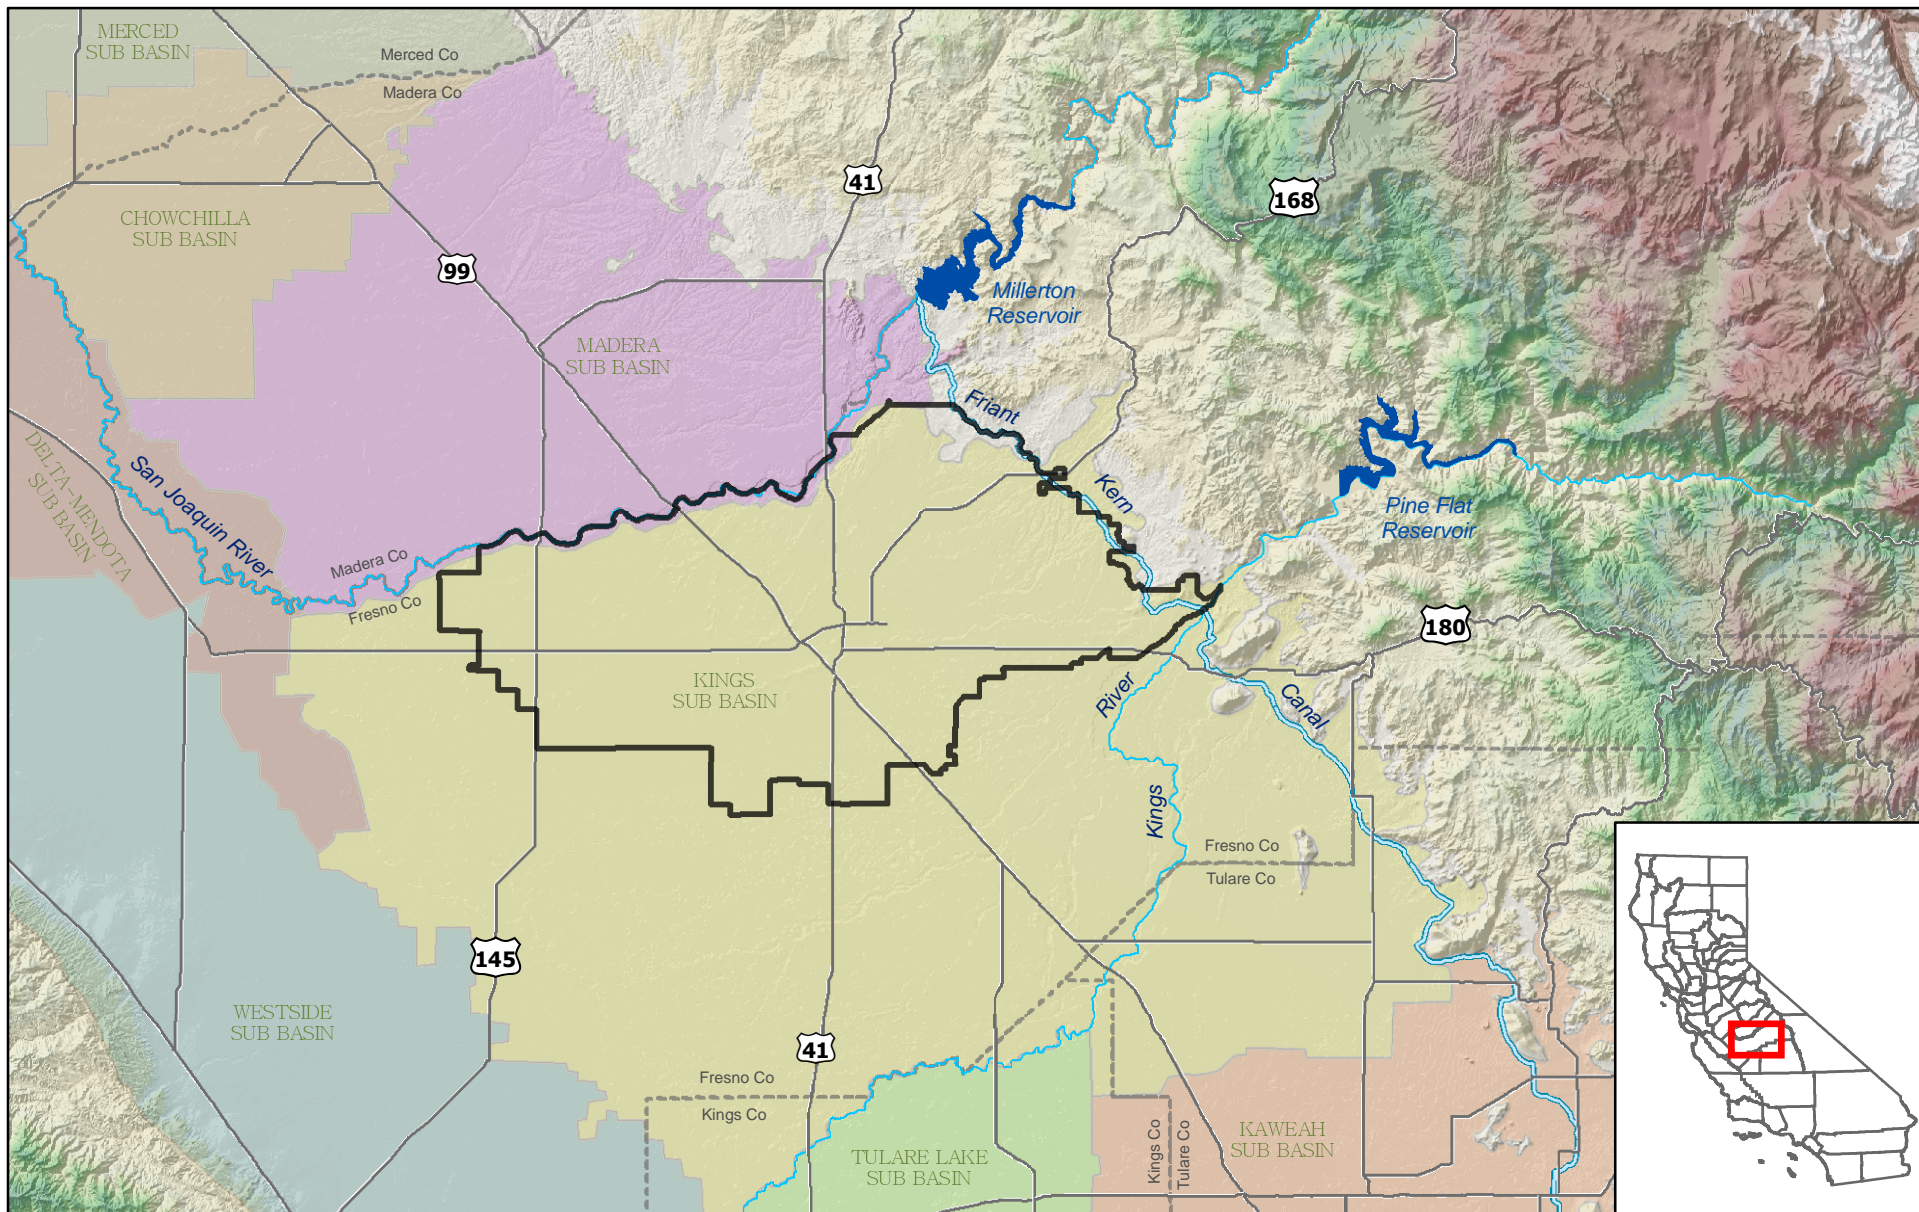 MERCED
SUB BASIN
Merced Co
Madera Co
41
168
CHOWCHILLA
SUB BASIN
99
Millerton
Reservoir
MADERA
SUB BASIN
Friant
Kern
DELTA-MENDOTA
SUB BASIN
San Joaquin River
Pine Flat
Reservoir
Madera Co
Fresno Co
180
KINGS
SUB BASIN
River
Canal
Kings
Fresno Co
Tulare Co
145
WESTSIDE
SUB BASIN
41
Fresno Co
Kings Co
TULARE LAKE
SUB BASIN
Kings Co
Tulare Co
KAWEAH
SUB BASIN